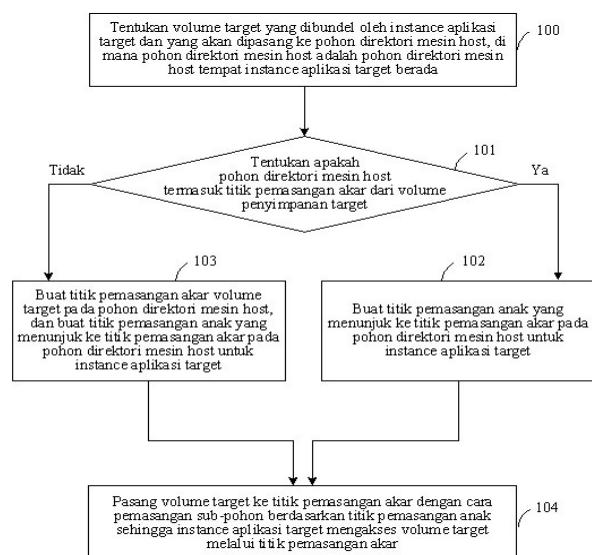 Tentukan volume target yang dibundel oleh instance aplikasi
target dan yang akan dipasang ke pohon direktori mesin host, di
mana pohon direktori mesin host adalah pohon direktori mesin
host tempat instance aplikasi target berada
100
101
Tentukan apakah
pohon direktori mesin host
termasuk titik pemasangan akar dari volume
penyimpanan target
Tidak
Ya
103
Buat titik pemasangan akar volume
target pada pohon direktori mesin host,
dan buat titik pemasangan anak yang
menunjuk ke titik pemasangan akar pada
pohon direktori mesin host untuk
instance aplikasi target
102
Buat titik pemasangan anak yang
menunjuk ke titik pemasangan akar pada
pohon direktori mesin host untuk
instance aplikasi target
Pasang volume target ke titik pemasangan akar dengan cara
pemasangan sub-pohon berdasarkan titik pemasangan anak
sehingga instance aplikasi target mengakses volume target
melalui titik pemasangan akar
104